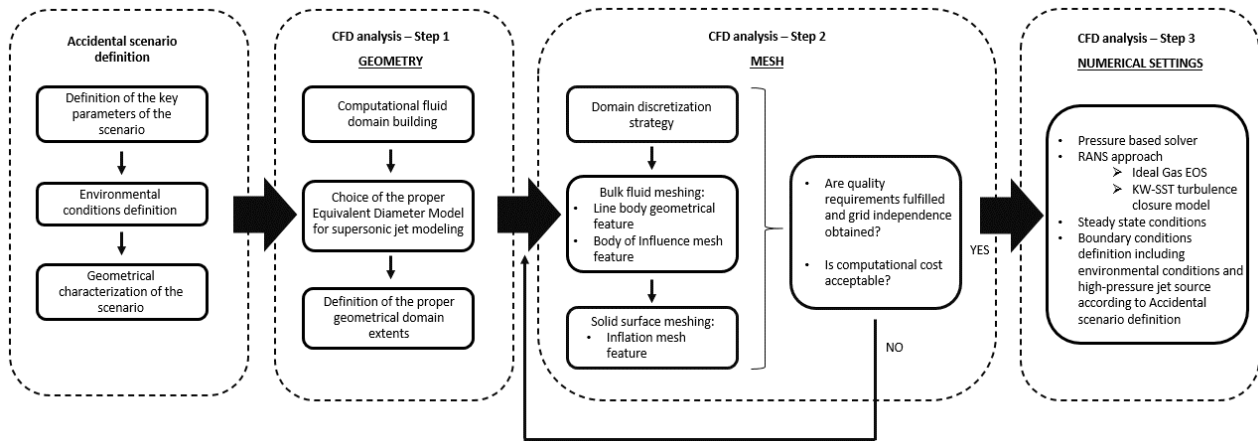 Accidental scenario
definition
Definition of the key
parameters of the
scenario
Environmental
conditions definition
Geometrical
characterization of the
scenario
CFD analysis – Step 1
GEOMETRY
Computational fluid
domain building
Choice of the proper
Equivalent Diameter Model
for supersonic jet modeling
Definition of the proper
geometrical domain
extents
CFD analysis – Step 2
MESH
Domain discretization
strategy
Bulk fluid meshing:
• Line body geometrical
feature
• Body of Influence mesh
feature
Solid surface meshing:
• Inflation mesh
feature
• Are quality
requirements fulfilled
and grid independence
obtained?
• Is computational cost
acceptable?
YES
NO
CFD analysis – Step 3
NUMERICAL SETTINGS
• Pressure based solver
• RANS approach
➢ Ideal Gas EOS
➢ KW-SST turbulence
closure model
• Steady state conditions
• Boundary conditions
definition including
environmental conditions and
high-pressure jet source
according to Accidental
scenario definition